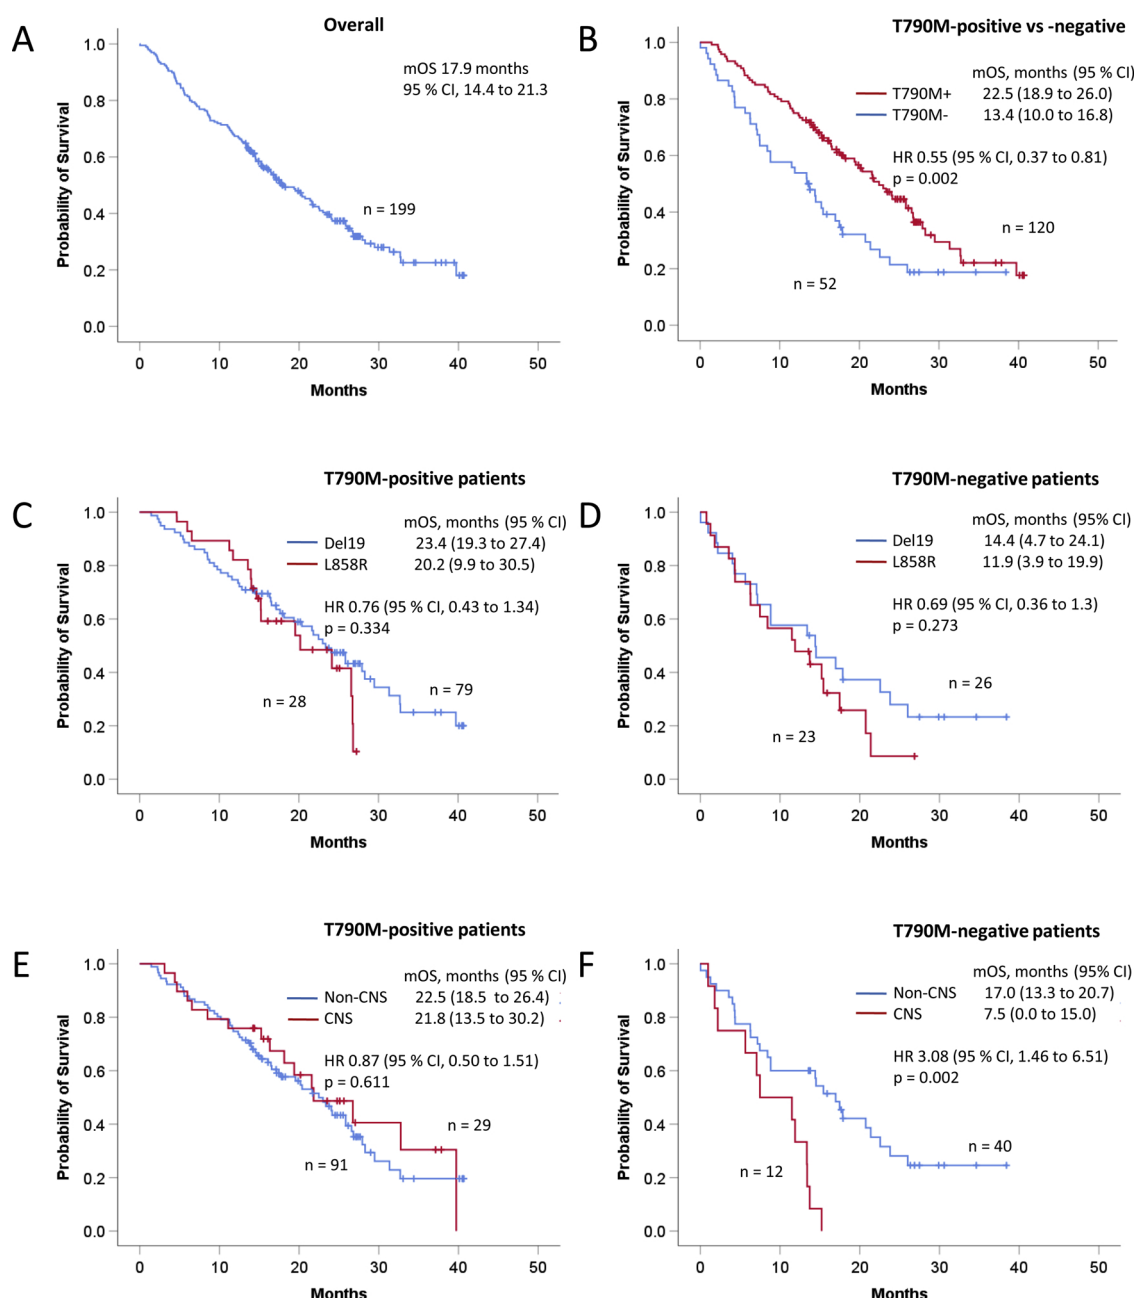 A
Overall
mOS 17.9 months
95 % CI, 14.4 to 21.3
n = 199
Probability of Survival
1.0
0.8
0.6
0.4
0.2
0.0
0 10 20 30 40 50
Months
B
T790M-positive vs -negative
mOS, months (95 % CI)
T790M+ 22.5 (18.9 to 26.0)
T790M- 13.4 (10.0 to 16.8)
HR 0.55 (95 % CI, 0.37 to 0.81)
p = 0.002
n = 120
n = 52
Probability of Survival
1.0
0.8
0.6
0.4
0.2
0.0
0 10 20 30 40 50
Months
C
T790M-positive patients
mOS, months (95 % CI)
Del19 23.4 (19.3 to 27.4)
L858R 20.2 (9.9 to 30.5)
HR 0.76 (95 % CI, 0.43 to 1.34)
p = 0.334
n = 79
n = 28
Probability of Survival
1.0
0.8
0.6
0.4
0.2
0.0
0 10 20 30 40 50
Months
D
T790M-negative patients
mOS, months (95% CI)
Del19 14.4 (4.7 to 24.1)
L858R 11.9 (3.9 to 19.9)
HR 0.69 (95 % CI, 0.36 to 1.3)
p = 0.273
n = 26
n = 23
Probability of Survival
1.0
0.8
0.6
0.4
0.2
0.0
0 10 20 30 40 50
Months
E
T790M-positive patients
mOS, months (95 % CI)
Non-CNS 22.5 (18.5 to 26.4)
CNS 21.8 (13.5 to 30.2)
HR 0.87 (95 % CI, 0.50 to 1.51)
p = 0.611
n = 29
n = 91
Probability of Survival
1.0
0.8
0.6
0.4
0.2
0.0
0 10 20 30 40 50
Months
F
T790M-negative patients
mOS, months (95% CI)
Non-CNS 17.0 (13.3 to 20.7)
CNS 7.5 (0.0 to 15.0)
HR 3.08 (95 % CI, 1.46 to 6.51)
p = 0.002
n = 40
n = 12
Probability of Survival
1.0
0.8
0.6
0.4
0.2
0.0
0 10 20 30 40 50
Months